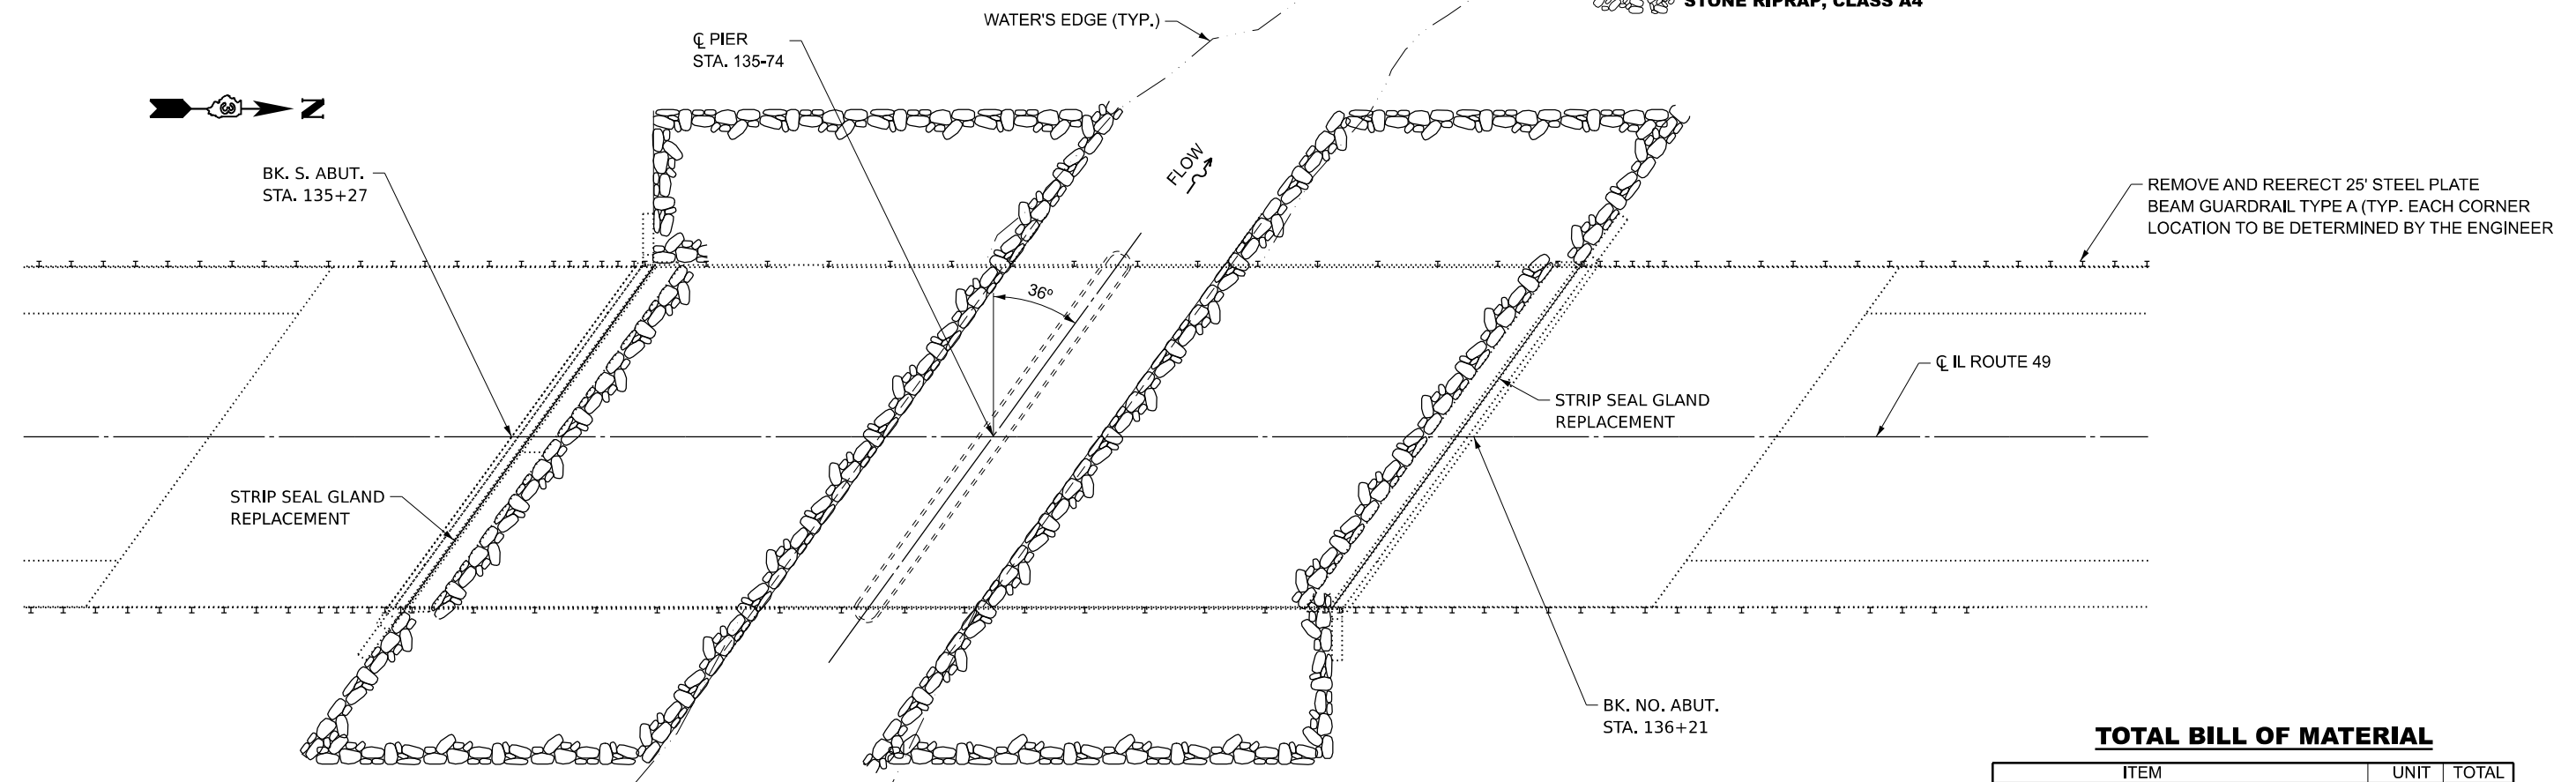 STONE RIPRAP, CLASS A4
WATER'S EDGE (TYP.)
℄ PIER
STA. 135-74
N
FLOW
BK. S. ABUT.
STA. 135+27
REMOVE AND REERECT 25' STEEL PLATE
BEAM GUARDRAIL TYPE A (TYP. EACH CORNER
LOCATION TO BE DETERMINED BY THE ENGINEER
36°
℄ IL ROUTE 49
STRIP SEAL GLAND
REPLACEMENT
STRIP SEAL GLAND
REPLACEMENT
BK. NO. ABUT.
STA. 136+21
TOTAL BILL OF MATERIAL
ITEM UNIT TOTAL